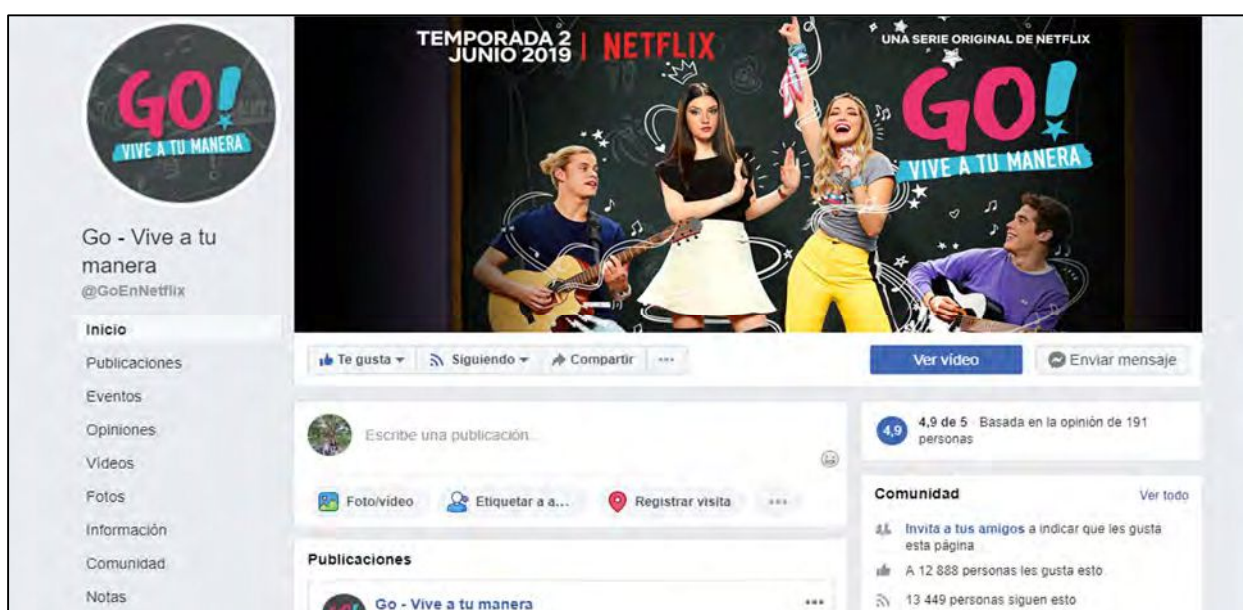 GO!
VIVE A TU MANERA
Go - Vive a tu
manera
@GoEnNetflix
Inicio
Publicaciones
Eventos
Opiniones
Vídeos
Fotos
Información
Comunidad
Notas
TEMPORADA 2
JUNIO 2019 | NETFLIX
UNA SERIE ORIGINAL DE NETFLIX
GO!
VIVE A TU MANERA
Te gusta
Siguiendo
Compartir
Ver vídeo
Enviar mensaje
Escribe una publicación...
Foto/vídeo
Etiquetar a a...
Registrar visita
Publicaciones
Go - Vive a tu manera
4,9
4,9 de 5 · Basada en la opinión de 191
personas
Comunidad
Ver todo
Invita a tus amigos a indicar que les gusta
esta página
A 12 888 personas les gusta esto
13 449 personas siguen esto